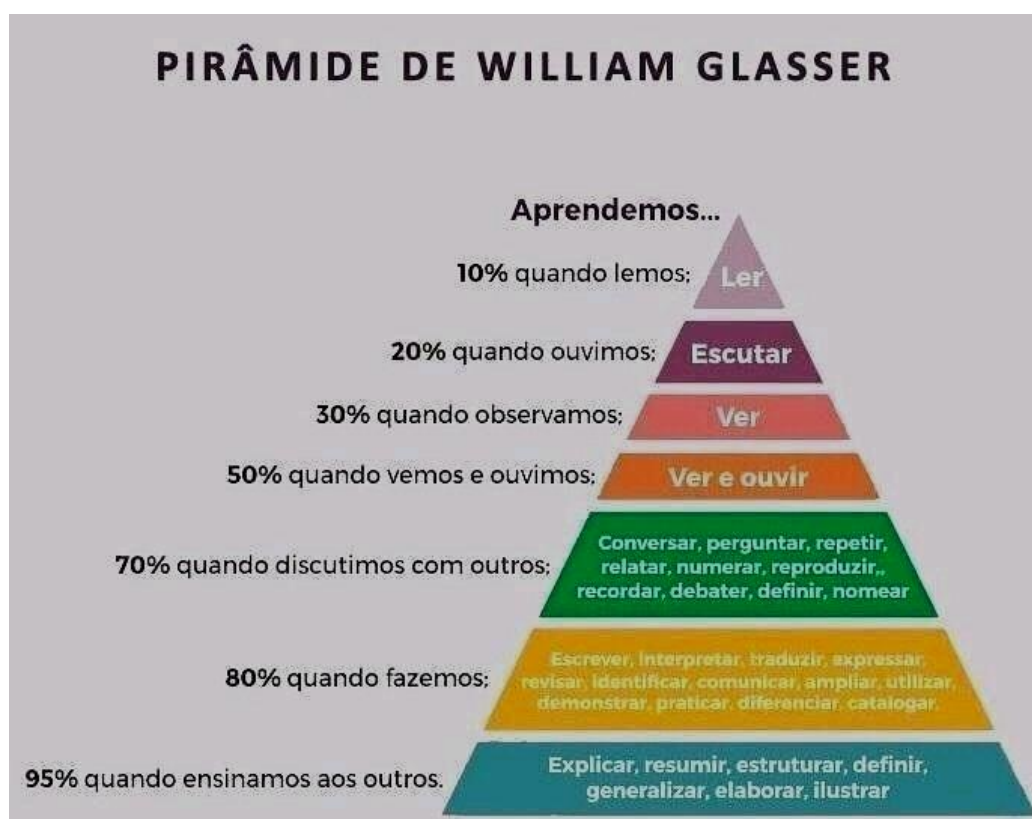 PIRÂMIDE DE WILLIAM GLASSER
Aprendemos...
10% quando lemos;
Ler
20% quando ouvimos;
Escutar
30% quando observamos;
Ver
50% quando vemos e ouvimos;
Ver e ouvir
70% quando discutimos com outros;
Conversar, perguntar, repetir,
relatar, numerar, reproduzir,,
recordar, debater, definir, nomear
80% quando fazemos;
Escrever, interpretar, traduzir, expressar,
revisar, identificar, comunicar, ampliar, utilizar,
demonstrar, praticar, diferenciar, catalogar.
95% quando ensinamos aos outros.
Explicar, resumir, estruturar, definir,
generalizar, elaborar, ilustrar